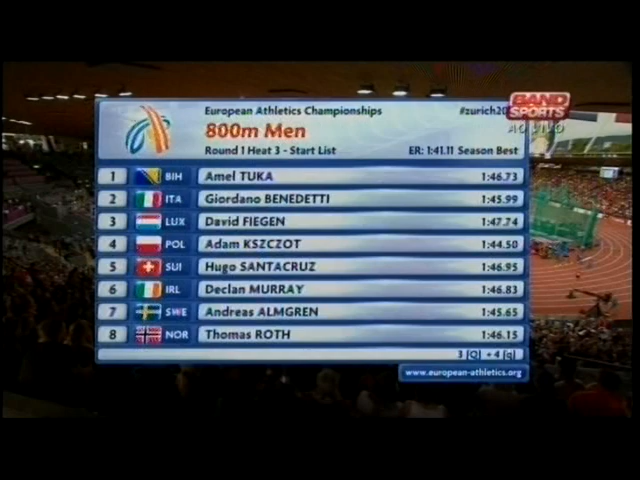 European Athletics Championships #zurich20
BAND
SPORTS
AO VIVO
800m Men
Round 1 Heat 3 - Start List ER: 1:41.11 Season Best
1 BIH Amel TUKA 1:46.73
2 ITA Giordano BENEDETTI 1:45.99
3 LUX David FIEGEN 1:47.74
4 POL Adam KSZCZOT 1:44.50
5 SUI Hugo SANTACRUZ 1:46.95
6 IRL Declan MURRAY 1:46.83
7 SWE Andreas ALMGREN 1:45.65
8 NOR Thomas ROTH 1:46.15
3 [Q] + 4 [q]
www.european-athletics.org